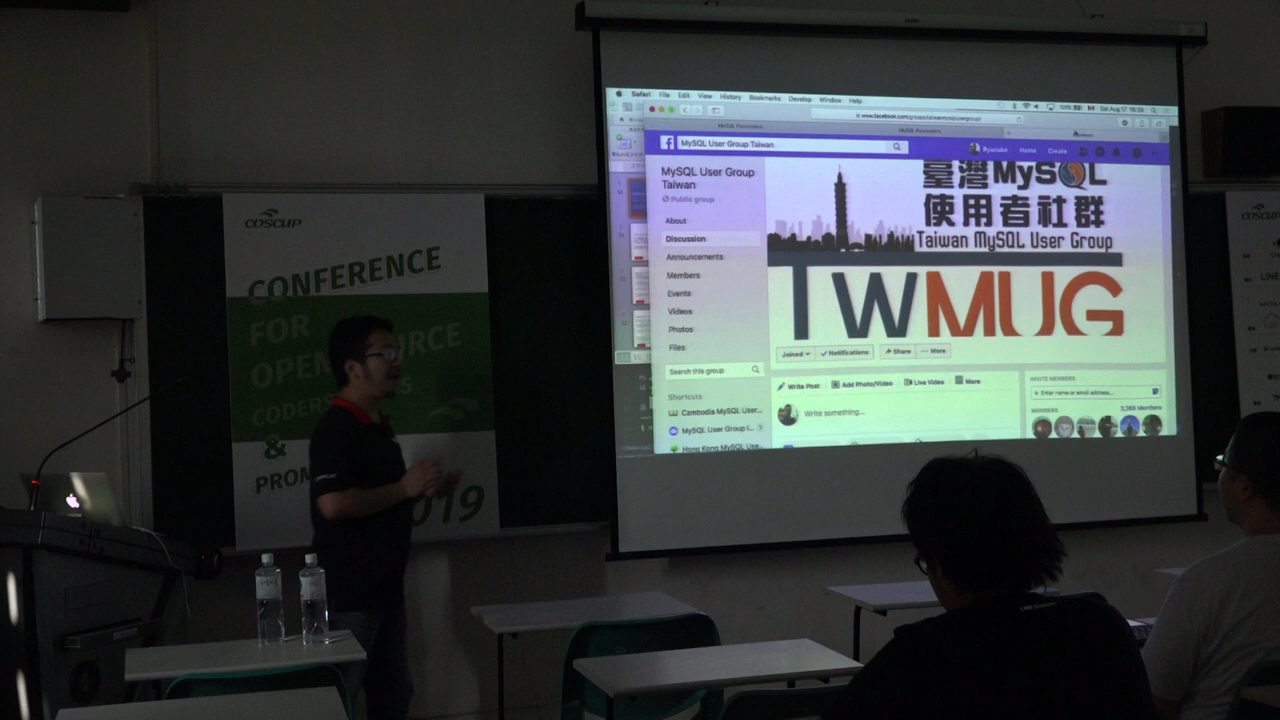 COSCUP
CONFERENCE
FOR
OPEN SOURCE
CODERS
&
PROM
2019
Safari File Edit View History Bookmarks Develop Window Help
MySQL User Group Taiwan
Home Create
MySQL User Group
Taiwan
Public group
About
Discussion
Announcements
Members
Events
Videos
Photos
Files
Search this group
Shortcuts
Cambodia MySQL User...
MySQL User Group I...
Hong Kong MySQL Use...
臺灣MySQL
使用者社群
Taiwan MySQL User Group
TWMUG
Joined Notifications Share More
Write Post Add Photo/Video Live Video More
Write something...
INVITE MEMBERS
+ Enter name or email address...
MEMBERS
COSCUP